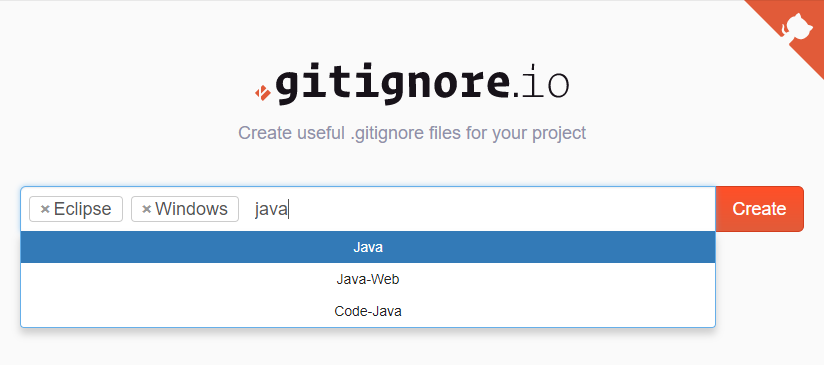 .gitignore.io
Create useful .gitignore files for your project
× Eclipse × Windows java Create
Java
Java-Web
Code-Java